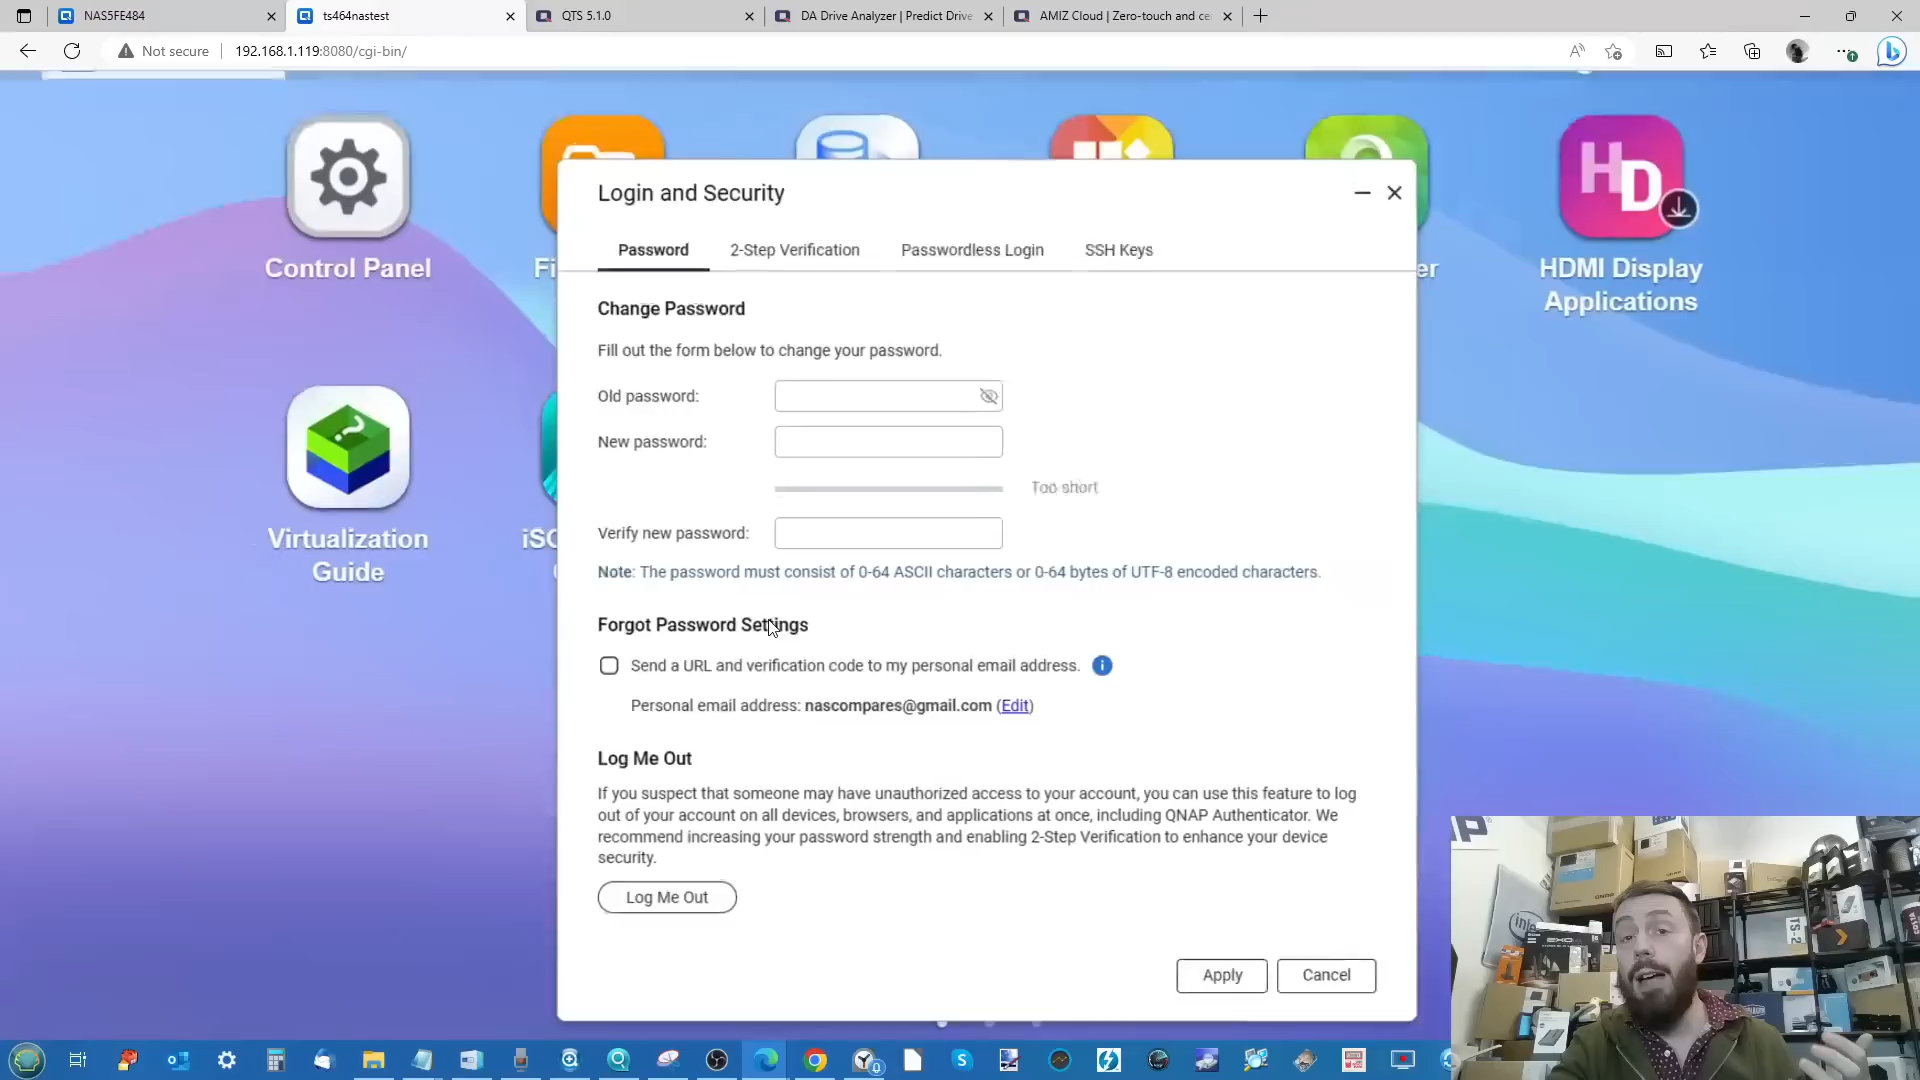 NAS5FE484
ts464nastest
QTS 5.1.0
DA Drive Analyzer | Predict Drive
AMIZ Cloud | Zero-touch and ce
Not secure
192.168.1.119:8080/cgi-bin/
Control Panel
Fi
er
HDMI Display
Applications
Virtualization
Guide
iSC
Login and Security
Password
2-Step Verification
Passwordless Login
SSH Keys
Change Password
Fill out the form below to change your password.
Old password:
New password:
Too short
Verify new password:
Note: The password must consist of 0-64 ASCII characters or 0-64 bytes of UTF-8 encoded characters.
Forgot Password Settings
Send a URL and verification code to my personal email address.
Personal email address: nascompares@gmail.com (Edit)
Log Me Out
If you suspect that someone may have unauthorized access to your account, you can use this feature to log
out of your account on all devices, browsers, and applications at once, including QNAP Authenticator. We
recommend increasing your password strength and enabling 2-Step Verification to enhance your device
security.
Log Me Out
Apply
Cancel
HD
intel
TS-2